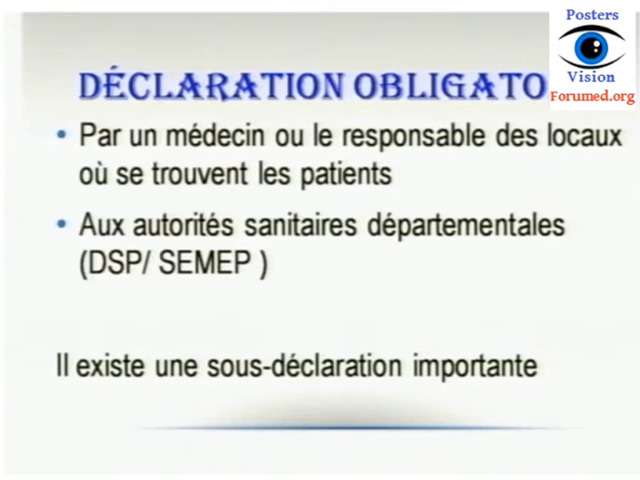 Posters
Vision
Forumed.org
DÉCLARATION OBLIGATO
• Par un médecin ou le responsable des locaux
où se trouvent les patients
• Aux autorités sanitaires départementales
(DSP/ SEMEP )
Il existe une sous-déclaration importante